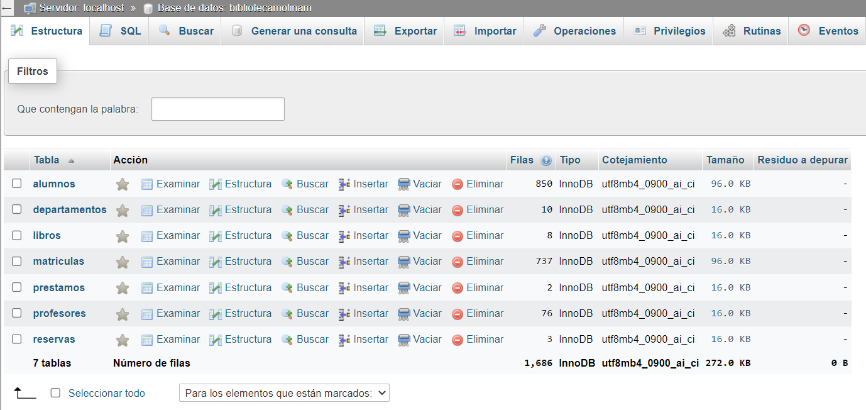 Servidor: localhost » Base de datos: bibliotecamolinam
Estructura SQL Buscar Generar una consulta Exportar Importar Operaciones Privilegios Rutinas Eventos
Filtros
Que contengan la palabra:
Tabla Acción Filas Tipo Cotejamiento Tamaño Residuo a depurar
alumnos Examinar Estructura Buscar Insertar Vaciar Eliminar 850 InnoDB utf8mb4_0900_ai_ci 96.0 KB -
departamentos Examinar Estructura Buscar Insertar Vaciar Eliminar 10 InnoDB utf8mb4_0900_ai_ci 16.0 KB -
libros Examinar Estructura Buscar Insertar Vaciar Eliminar 8 InnoDB utf8mb4_0900_ai_ci 16.0 KB -
matriculas Examinar Estructura Buscar Insertar Vaciar Eliminar 737 InnoDB utf8mb4_0900_ai_ci 96.0 KB -
prestamos Examinar Estructura Buscar Insertar Vaciar Eliminar 2 InnoDB utf8mb4_0900_ai_ci 16.0 KB -
profesores Examinar Estructura Buscar Insertar Vaciar Eliminar 76 InnoDB utf8mb4_0900_ai_ci 16.0 KB -
reservas Examinar Estructura Buscar Insertar Vaciar Eliminar 3 InnoDB utf8mb4_0900_ai_ci 16.0 KB -
7 tablas Número de filas 1,686 InnoDB utf8mb4_0900_ai_ci 272.0 KB 0 B
Seleccionar todo Para los elementos que están marcados: